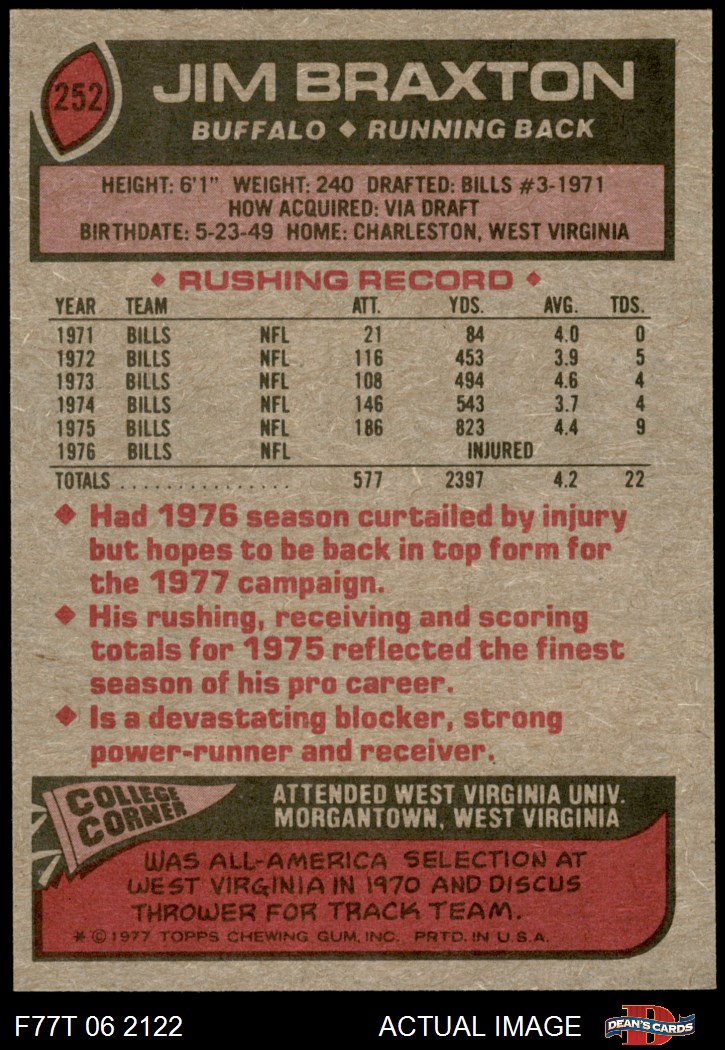 252
JIM BRAXTON
BUFFALO ◆ RUNNING BACK
HEIGHT: 6'1" WEIGHT: 240 DRAFTED: BILLS #3-1971
HOW ACQUIRED: VIA DRAFT
BIRTHDATE: 5-23-49 HOME: CHARLESTON, WEST VIRGINIA
◆ RUSHING RECORD ◆
YEAR TEAM ATT. YDS. AVG. TDS.
1971 BILLS NFL 21 84 4.0 0
1972 BILLS NFL 116 453 3.9 5
1973 BILLS NFL 108 494 4.6 4
1974 BILLS NFL 146 543 3.7 4
1975 BILLS NFL 186 823 4.4 9
1976 BILLS NFL INJURED
TOTALS ................ 577 2397 4.2 22
◆ Had 1976 season curtailed by injury
but hopes to be back in top form for
the 1977 campaign.
◆ His rushing, receiving and scoring
totals for 1975 reflected the finest
season of his pro career.
◆ Is a devastating blocker, strong
power-runner and receiver.
COLLEGE
CORNER
ATTENDED WEST VIRGINIA UNIV.
MORGANTOWN, WEST VIRGINIA
WAS ALL-AMERICA SELECTION AT
WEST VIRGINIA IN 1970 AND DISCUS
THROWER FOR TRACK TEAM.
* © 1977 TOPPS CHEWING GUM, INC. PRTD. IN U.S.A.
F77T 06 2122 ACTUAL IMAGE
D
DEAN'S CARDS